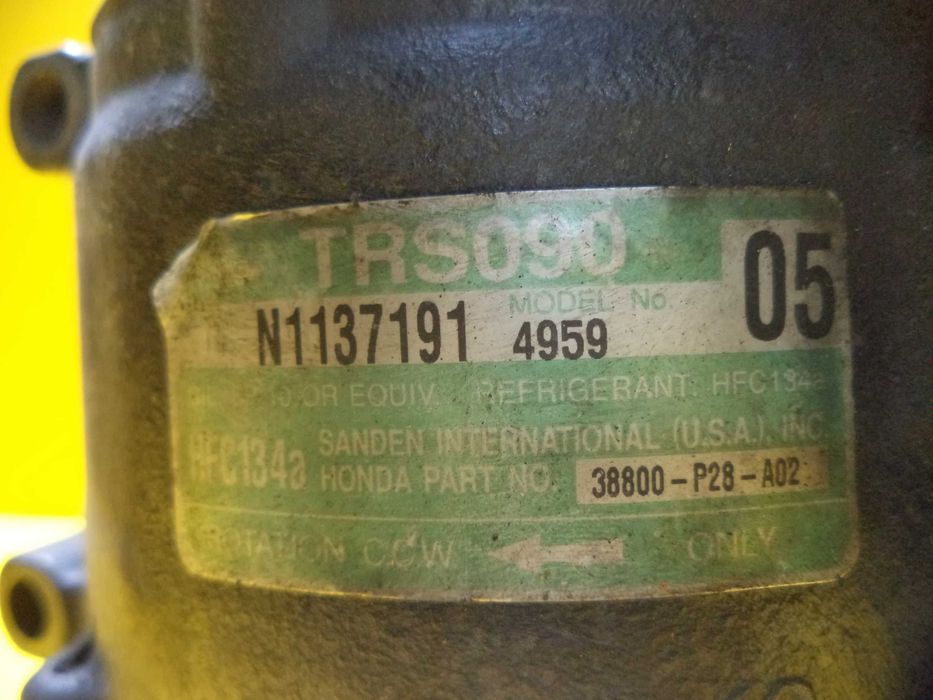 TRS090
05
MODEL No.
N1137191 4959
OR EQUIV. REFRIGERANT: HFC134a
HFC134a SANDEN INTERNATIONAL (U.S.A.), INC.
HONDA PART NO. 38800-P28-A02
ROTATION C.C.W. ONLY